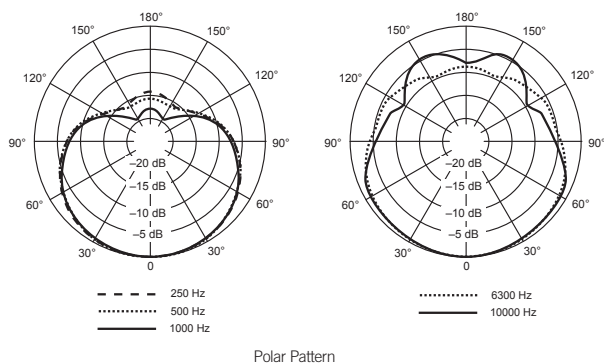 180°
150° 150°
120° 120°
90° 90°
60° 60°
30° 30°
0
–20 dB
–15 dB
–10 dB
–5 dB
250 Hz
500 Hz
1000 Hz
180°
150° 150°
120° 120°
90° 90°
60° 60°
30° 30°
0
–20 dB
–15 dB
–10 dB
–5 dB
6300 Hz
10000 Hz
Polar Pattern